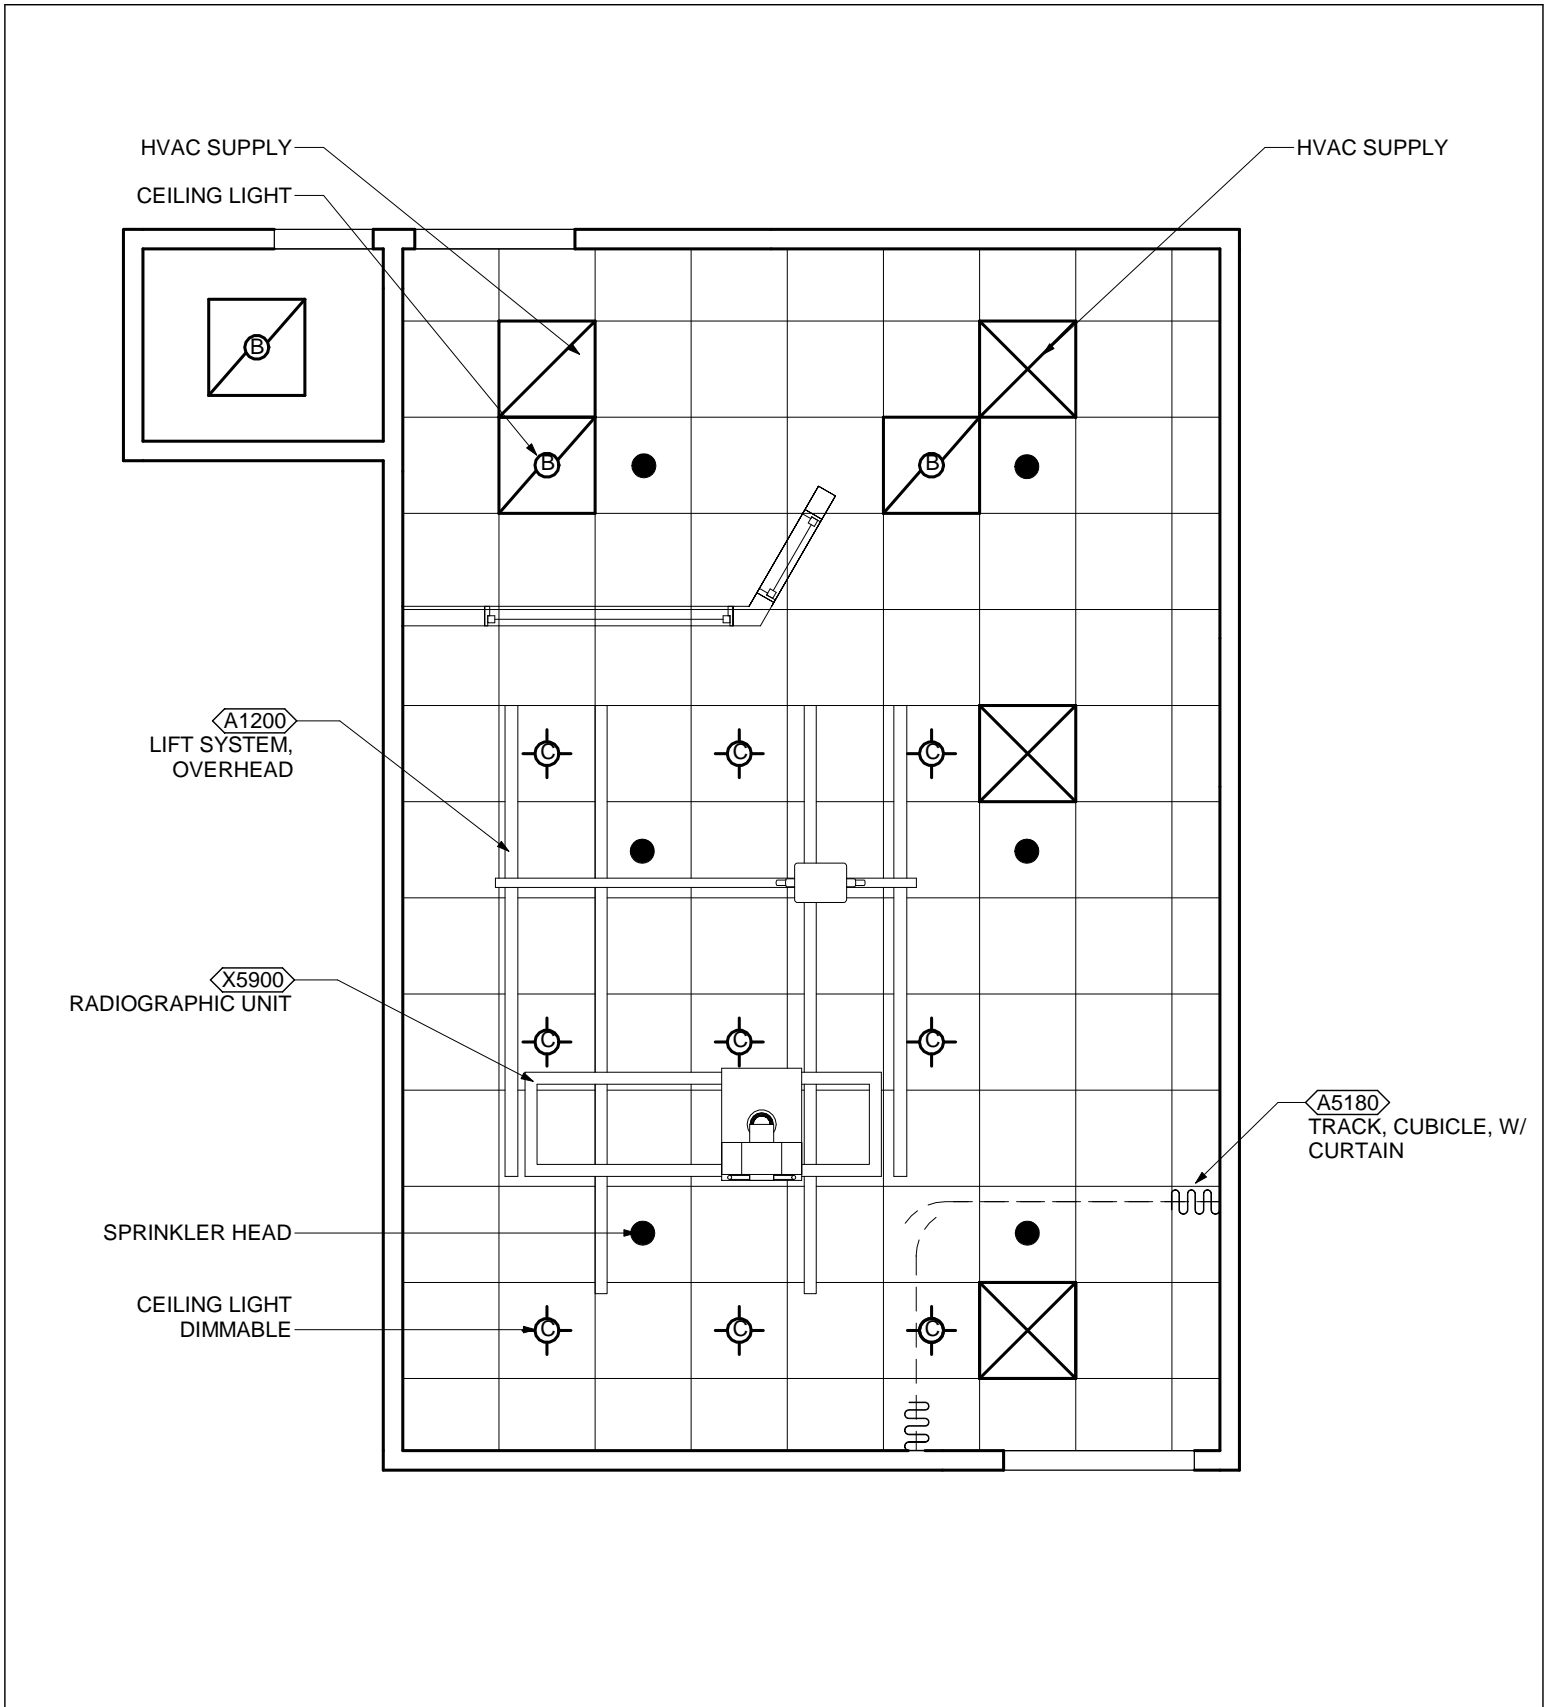 HVAC SUPPLY
HVAC SUPPLY
CEILING LIGHT
B
B
B
A1200
LIFT SYSTEM,
OVERHEAD
C
C
C
X5900
RADIOGRAPHIC UNIT
C
C
C
A5180
TRACK, CUBICLE, W/
CURTAIN
SPRINKLER HEAD
CEILING LIGHT
DIMMABLE
C
C
C